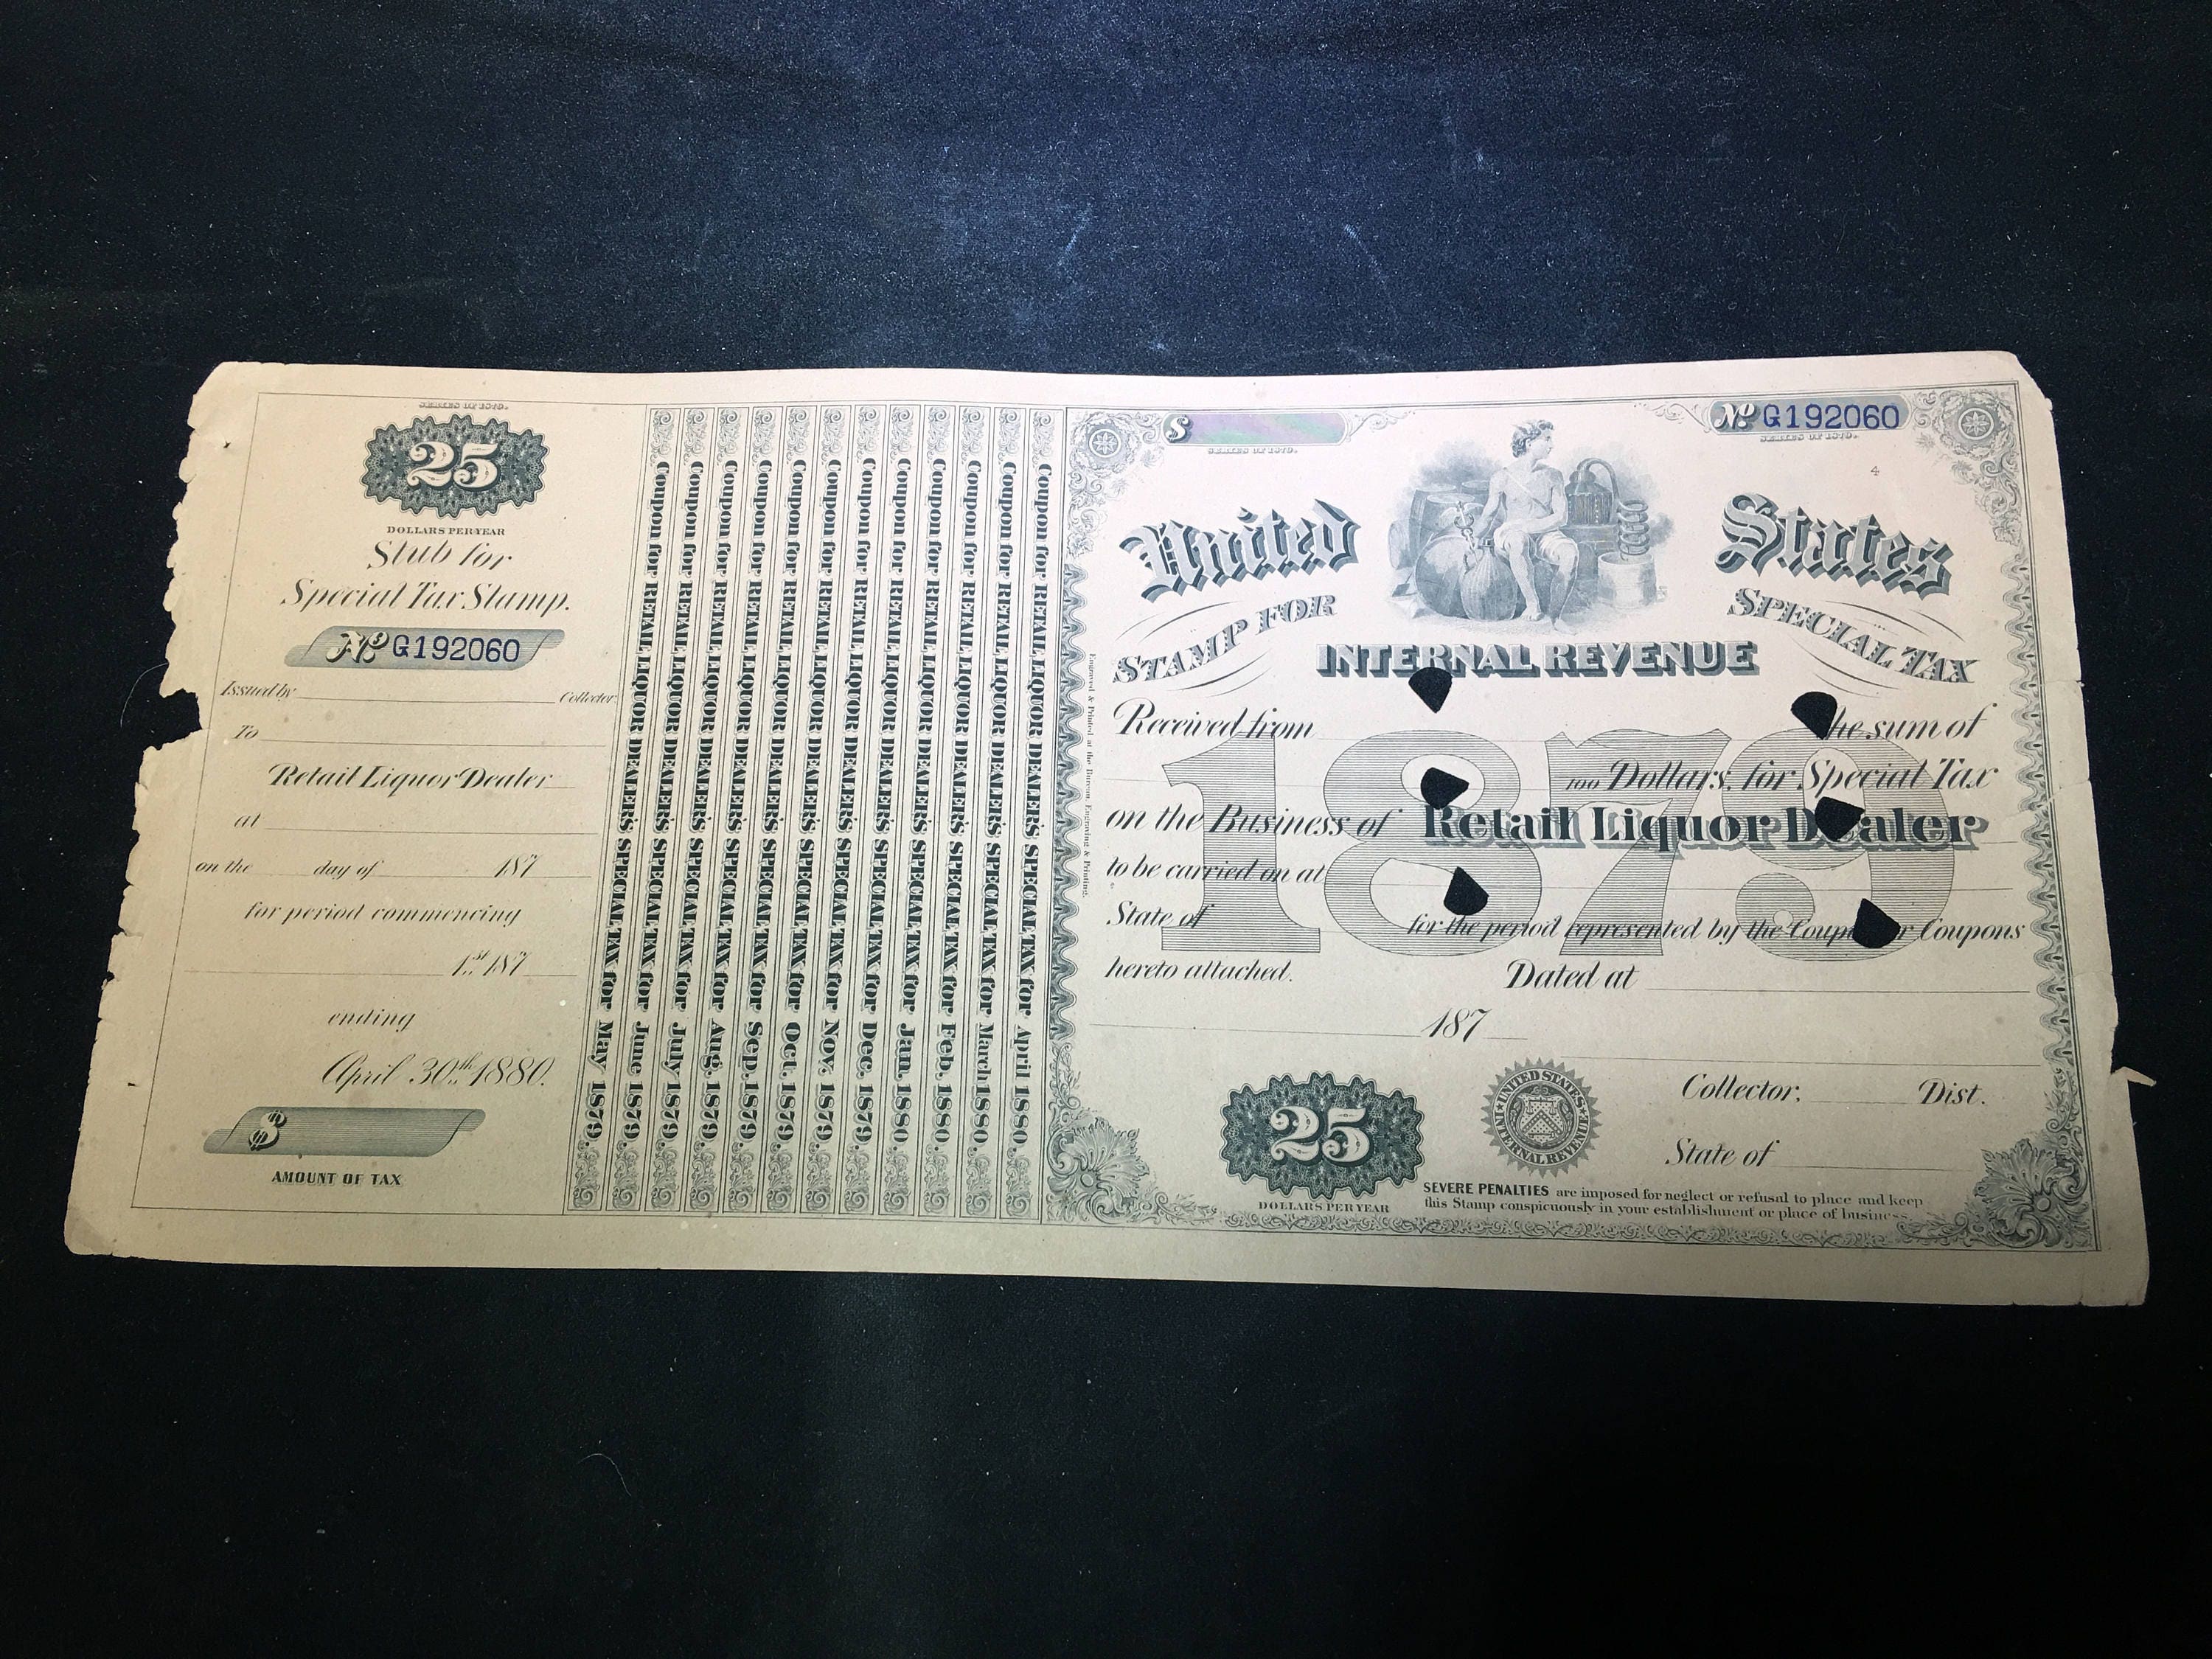 SERIES OF 1879.
25
DOLLARS PER YEAR
Stub for
Special Tax Stamp.
No G192060
Issued by Collector
To
Retail Liquor Dealer
at
on the day of 187
for period commencing
1st 187
ending
April 30th 1880.
$
AMOUNT OF TAX
Coupon for RETAIL LIQUOR DEALER'S SPECIAL TAX for May 1879.
Coupon for RETAIL LIQUOR DEALER'S SPECIAL TAX for June 1879.
Coupon for RETAIL LIQUOR DEALER'S SPECIAL TAX for July 1879.
Coupon for RETAIL LIQUOR DEALER'S SPECIAL TAX for Aug. 1879.
Coupon for RETAIL LIQUOR DEALER'S SPECIAL TAX for Sep. 1879.
Coupon for RETAIL LIQUOR DEALER'S SPECIAL TAX for Oct. 1879.
Coupon for RETAIL LIQUOR DEALER'S SPECIAL TAX for Nov. 1879.
Coupon for RETAIL LIQUOR DEALER'S SPECIAL TAX for Dec. 1879.
Coupon for RETAIL LIQUOR DEALER'S SPECIAL TAX for Jan. 1880.
Coupon for RETAIL LIQUOR DEALER'S SPECIAL TAX for Feb. 1880.
Coupon for RETAIL LIQUOR DEALER'S SPECIAL TAX for March 1880.
Coupon for RETAIL LIQUOR DEALER'S SPECIAL TAX for April 1880.
Engraved & Printed at the Bureau Engraving & Printing.
$
SERIES OF 1879.
No G192060
SERIES OF 1879.
4
United States
STAMP FOR SPECIAL TAX
INTERNAL REVENUE
1879
Received from he sum of
100 Dollars, for Special Tax
on the Business of Retail Liquor D aler
to be carried on at
State of for the period represented by the Coup r Coupons
hereto attached. Dated at
187
25
DOLLARS PER YEAR
UNITED STATES INTERNAL REVENUE
Collector, Dist.
State of
SEVERE PENALTIES are imposed for neglect or refusal to place and keep
this Stamp conspicuously in your establishment or place of business.